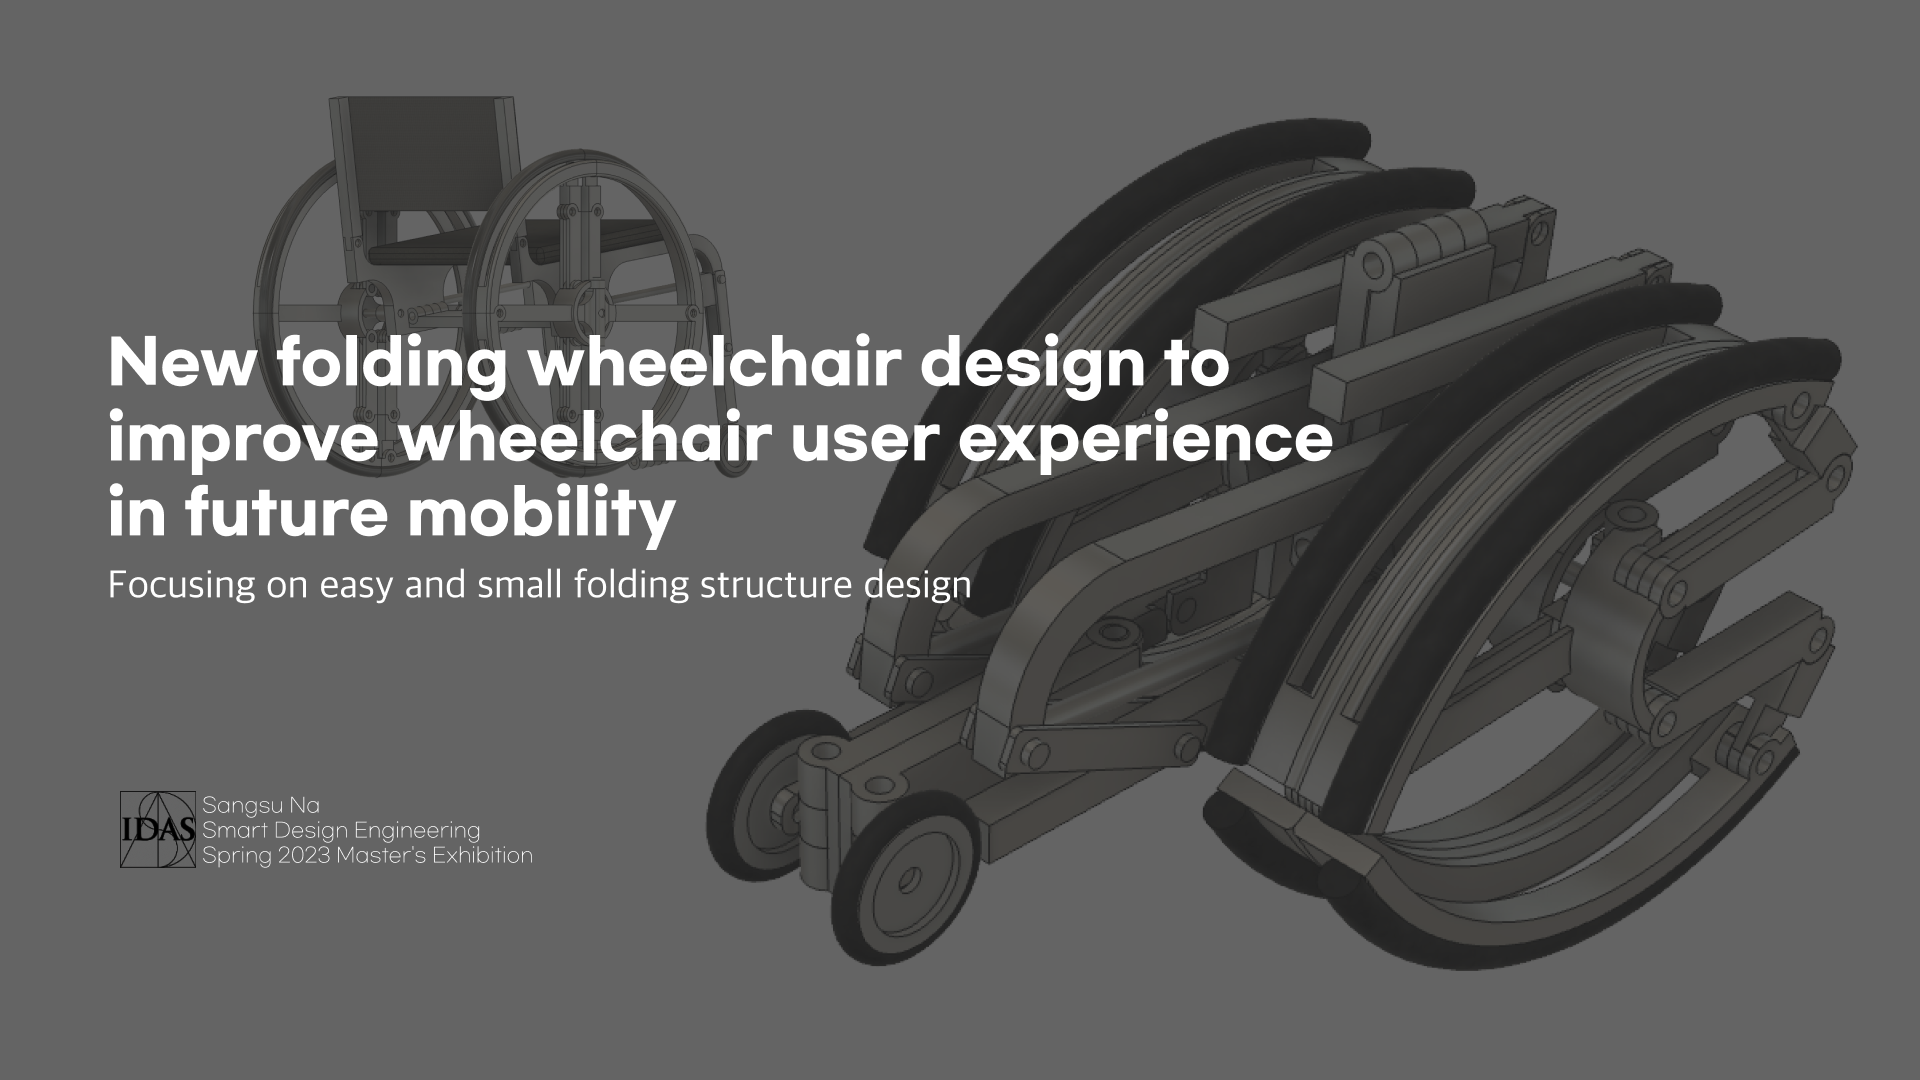 New folding wheelchair design to
improve wheelchair user experience
in future mobility
Focusing on easy and small folding structure design
IDAS
Sangsu Na
Smart Design Engineering
Spring 2023 Master's Exhibition